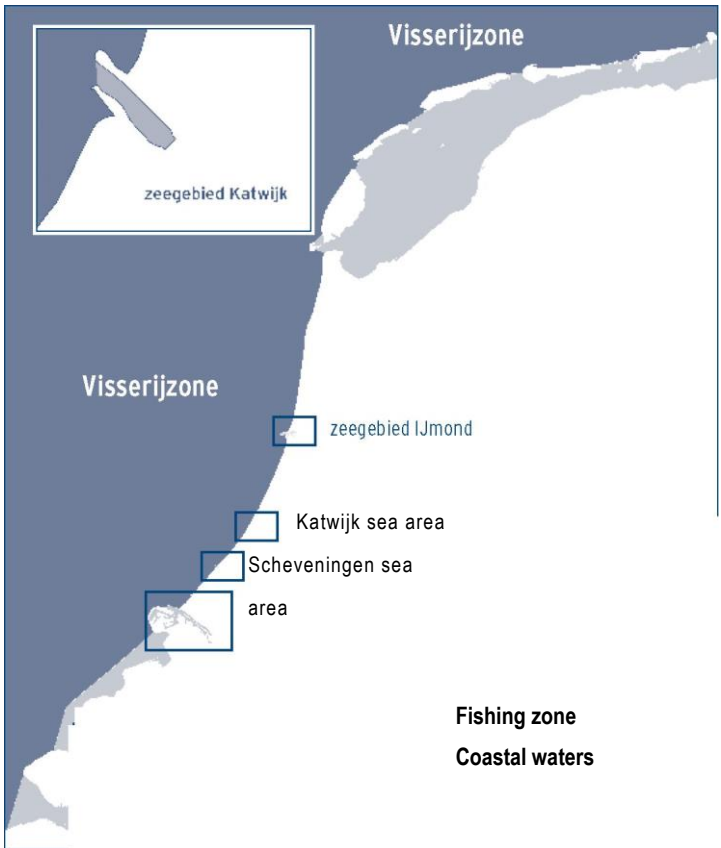 Visserijzone
zeegebied Katwijk
Visserijzone
zeegebied IJmond
Katwijk sea area
Scheveningen sea
area
Fishing zone
Coastal waters